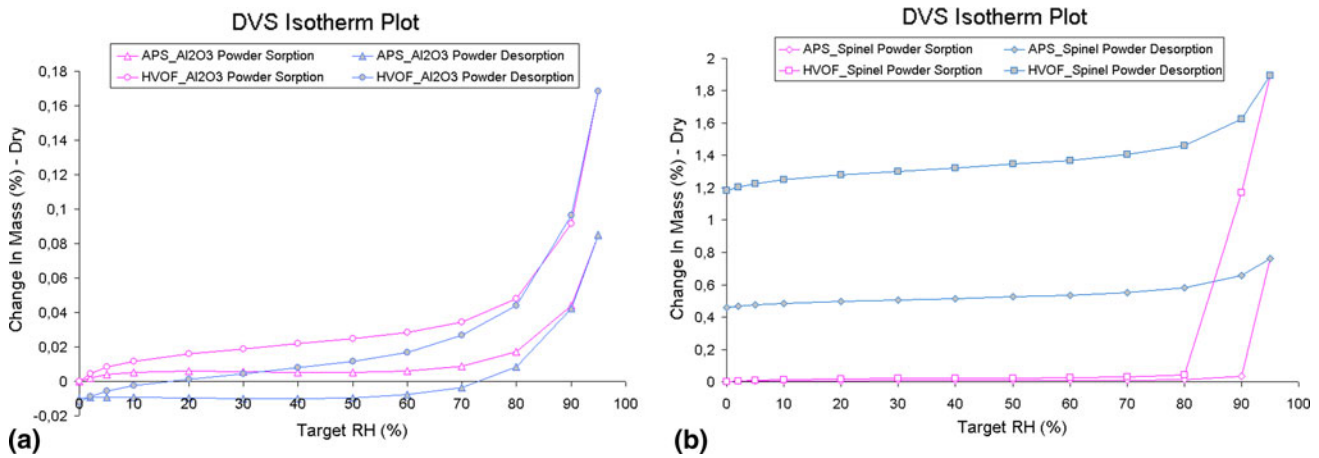 DVS Isotherm Plot
APS_Al2O3 Powder Sorption
APS_Al2O3 Powder Desorption
HVOF_Al2O3 Powder Sorption
HVOF_Al2O3 Powder Desorption
Change In Mass (%) - Dry
0,18
0,16
0,14
0,12
0,1
0,08
0,06
0,04
0,02
0
-0,02
0 10 20 30 40 50 60 70 80 90 100
Target RH (%)
(a)
DVS Isotherm Plot
APS_Spinel Powder Sorption
APS_Spinel Powder Desorption
HVOF_Spinel Powder Sorption
HVOF_Spinel Powder Desorption
Change In Mass (%) - Dry
2
1,8
1,6
1,4
1,2
1
0,8
0,6
0,4
0,2
0
0 10 20 30 40 50 60 70 80 90 100
Target RH (%)
(b)